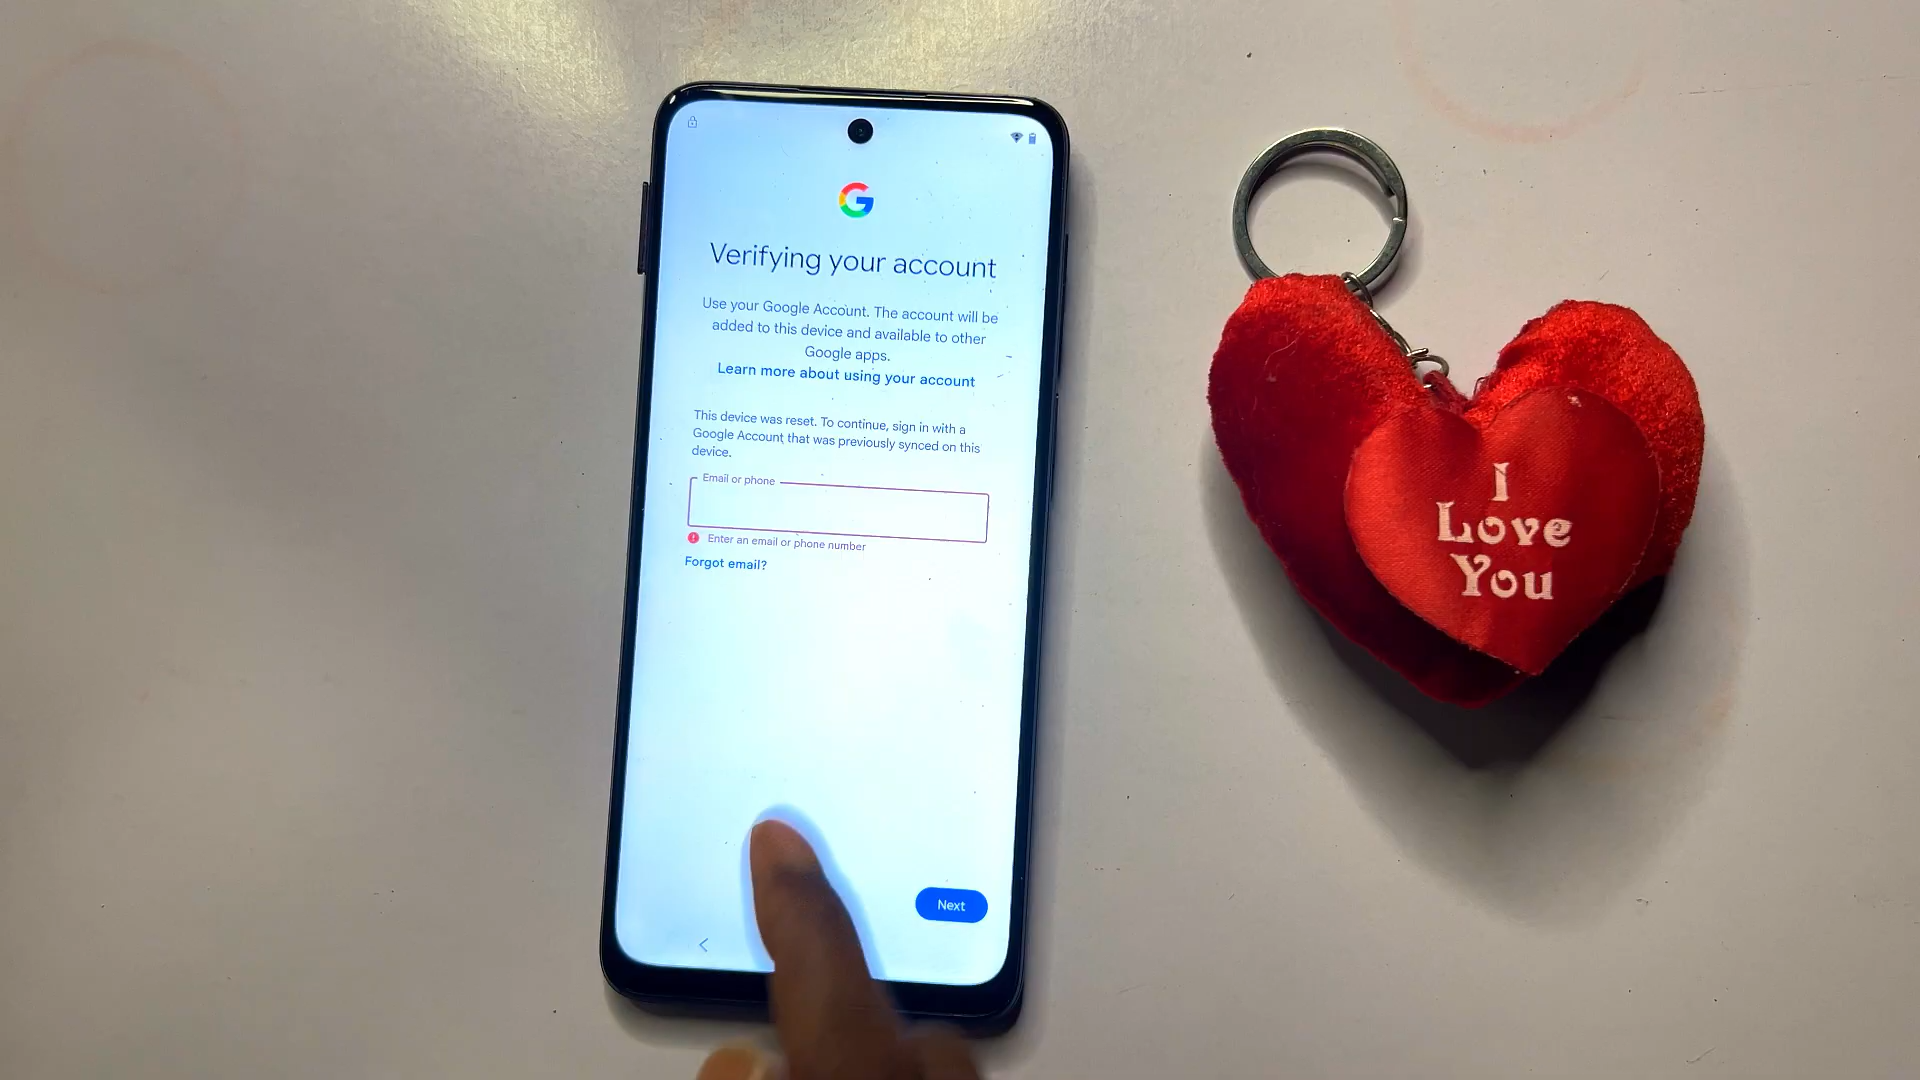 Verifying your account
Use your Google Account. The account will be
added to this device and available to other
Google apps.
Learn more about using your account
This device was reset. To continue, sign in with a
Google Account that was previously synced on this
device.
Email or phone
Enter an email or phone number
Forgot email?
Next
I
Love
You